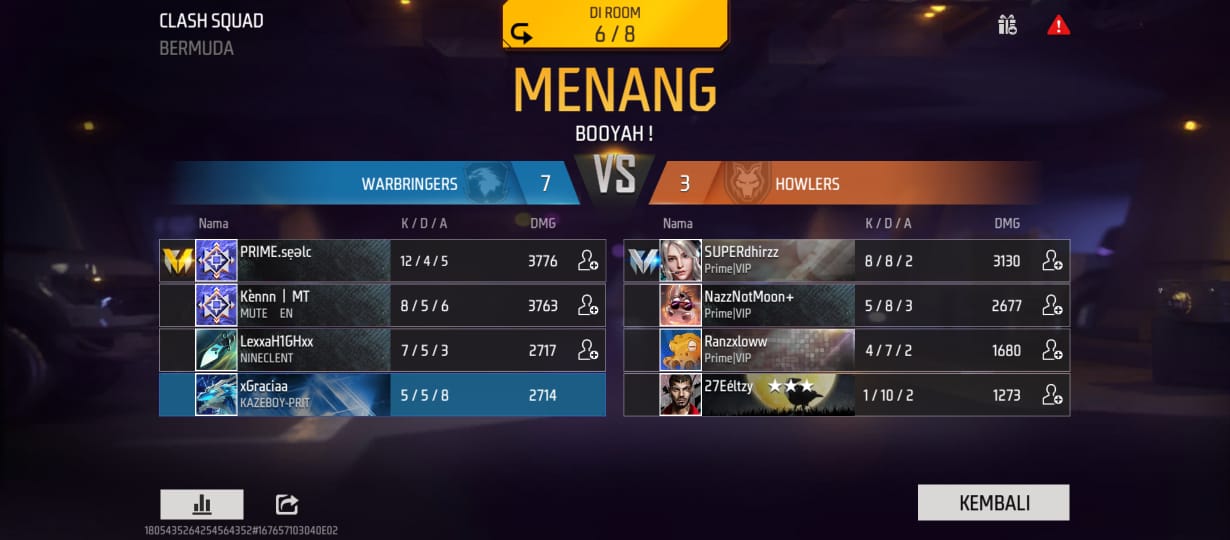 CLASH SQUAD
BERMUDA
DI ROOM
6 / 8
MENANG
BOOYAH !
WARBRINGERS 7 VS 3 HOWLERS
Nama K / D / A DMG
PRIME.sẹəlc 12 / 4 / 5 3776
Kènnn | MT 8 / 5 / 6 3763
MUTE EN
LexxaH1GHxx 7 / 5 / 3 2717
NINECLENT
xGraciaa 5 / 5 / 8 2714
KAZEBOY-PRIT
Nama K / D / A DMG
SUPERdhirzz 8 / 8 / 2 3130
Prime|VIP
NazzNotMoon+ 5 / 8 / 3 2677
Prime|VIP
Ranzxloww 4 / 7 / 2 1680
Prime|VIP
27Eéltzy ★★★ 1 / 10 / 2 1273
KEMBALI
1805435264254564352#167657103040E02